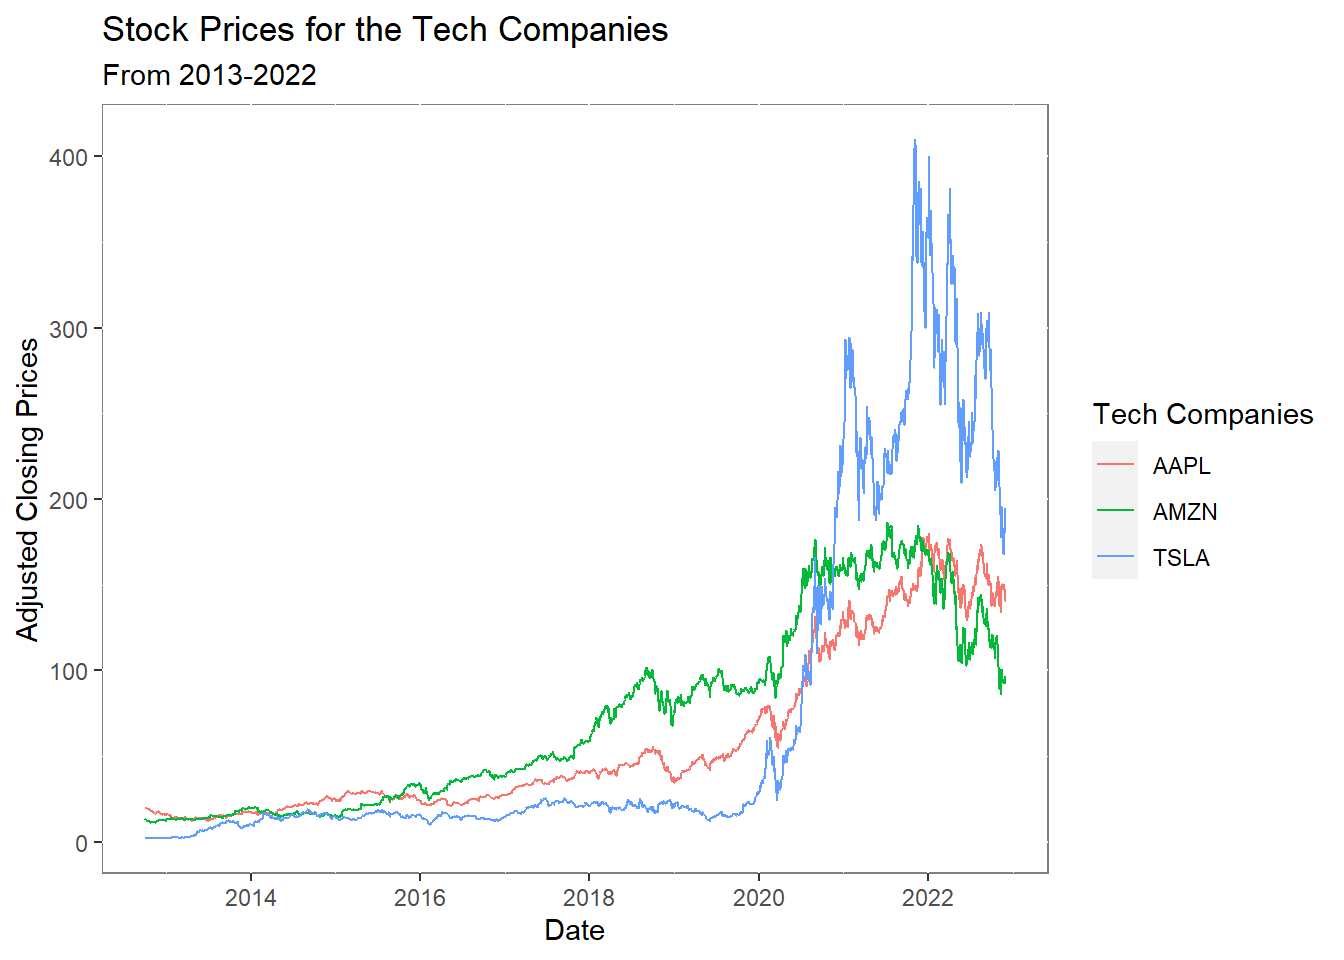 Stock Prices for the Tech Companies
From 2013-2022
400
300
200
100
0
Adjusted Closing Prices
2014 2016 2018 2020 2022
Date
Tech Companies
AAPL
AMZN
TSLA